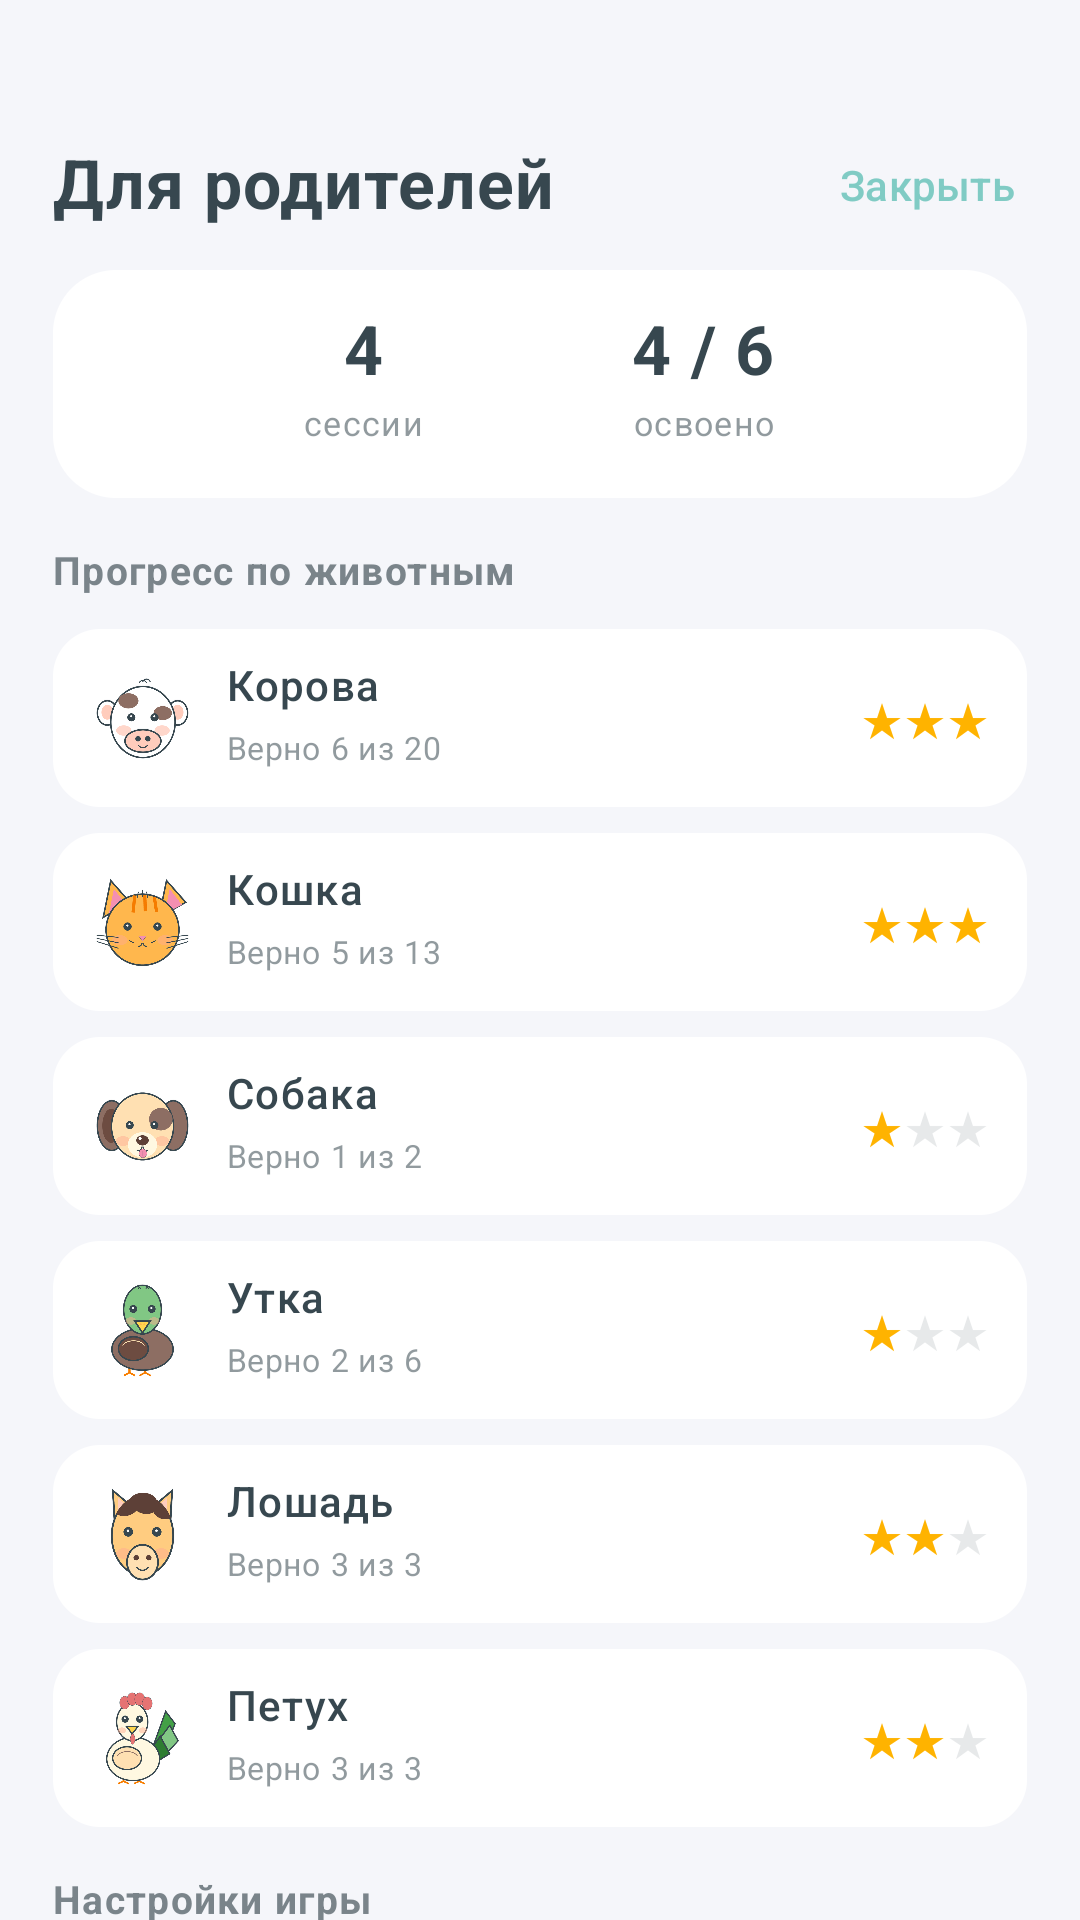 Для родителей
Закрыть
4
4 / 6
сессии
освоено
Прогресс по животным
Корова
Верно 6 из 20
Кошка
Верно 5 из 13
Собака
Верно 1 из 2
Утка
Верно 2 из 6
Лошадь
Верно 3 из 3
Петух
Верно 3 из 3
Настройки игры